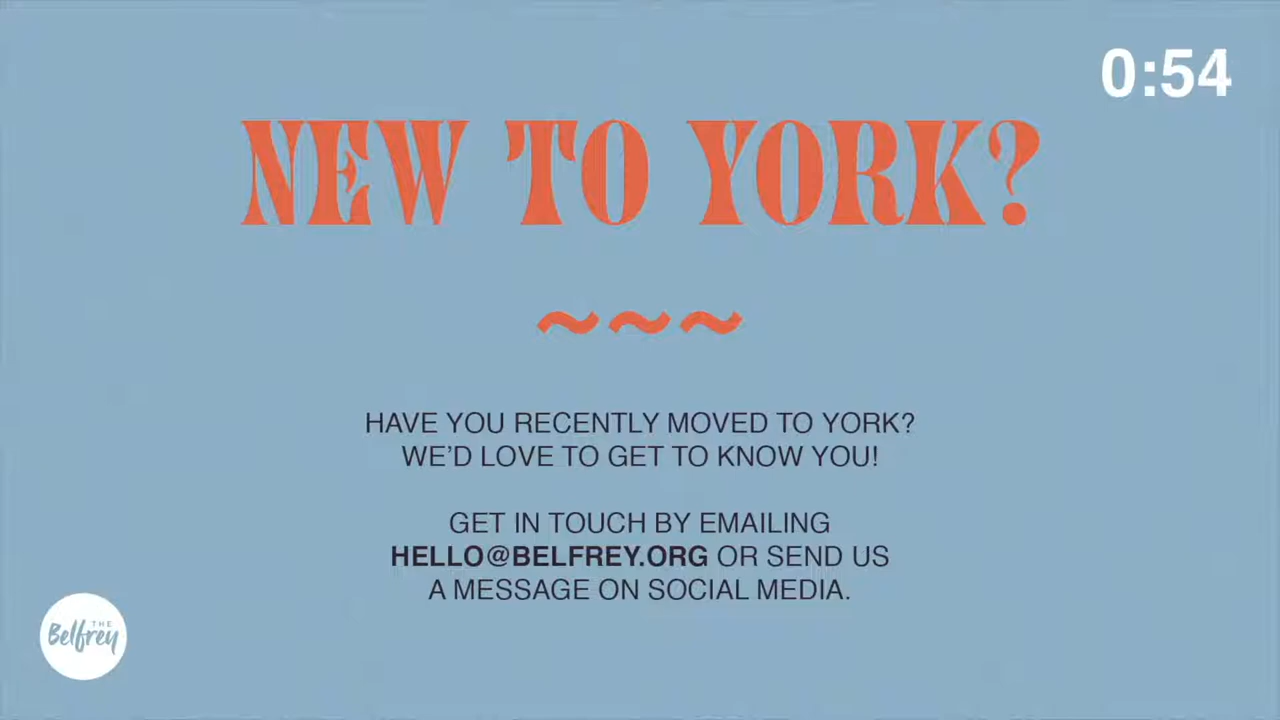 0:54
NEW TO YORK?
~~~
HAVE YOU RECENTLY MOVED TO YORK?
WE'D LOVE TO GET TO KNOW YOU!
GET IN TOUCH BY EMAILING
HELLO@BELFREY.ORG OR SEND US
A MESSAGE ON SOCIAL MEDIA.
THE
Belfrey